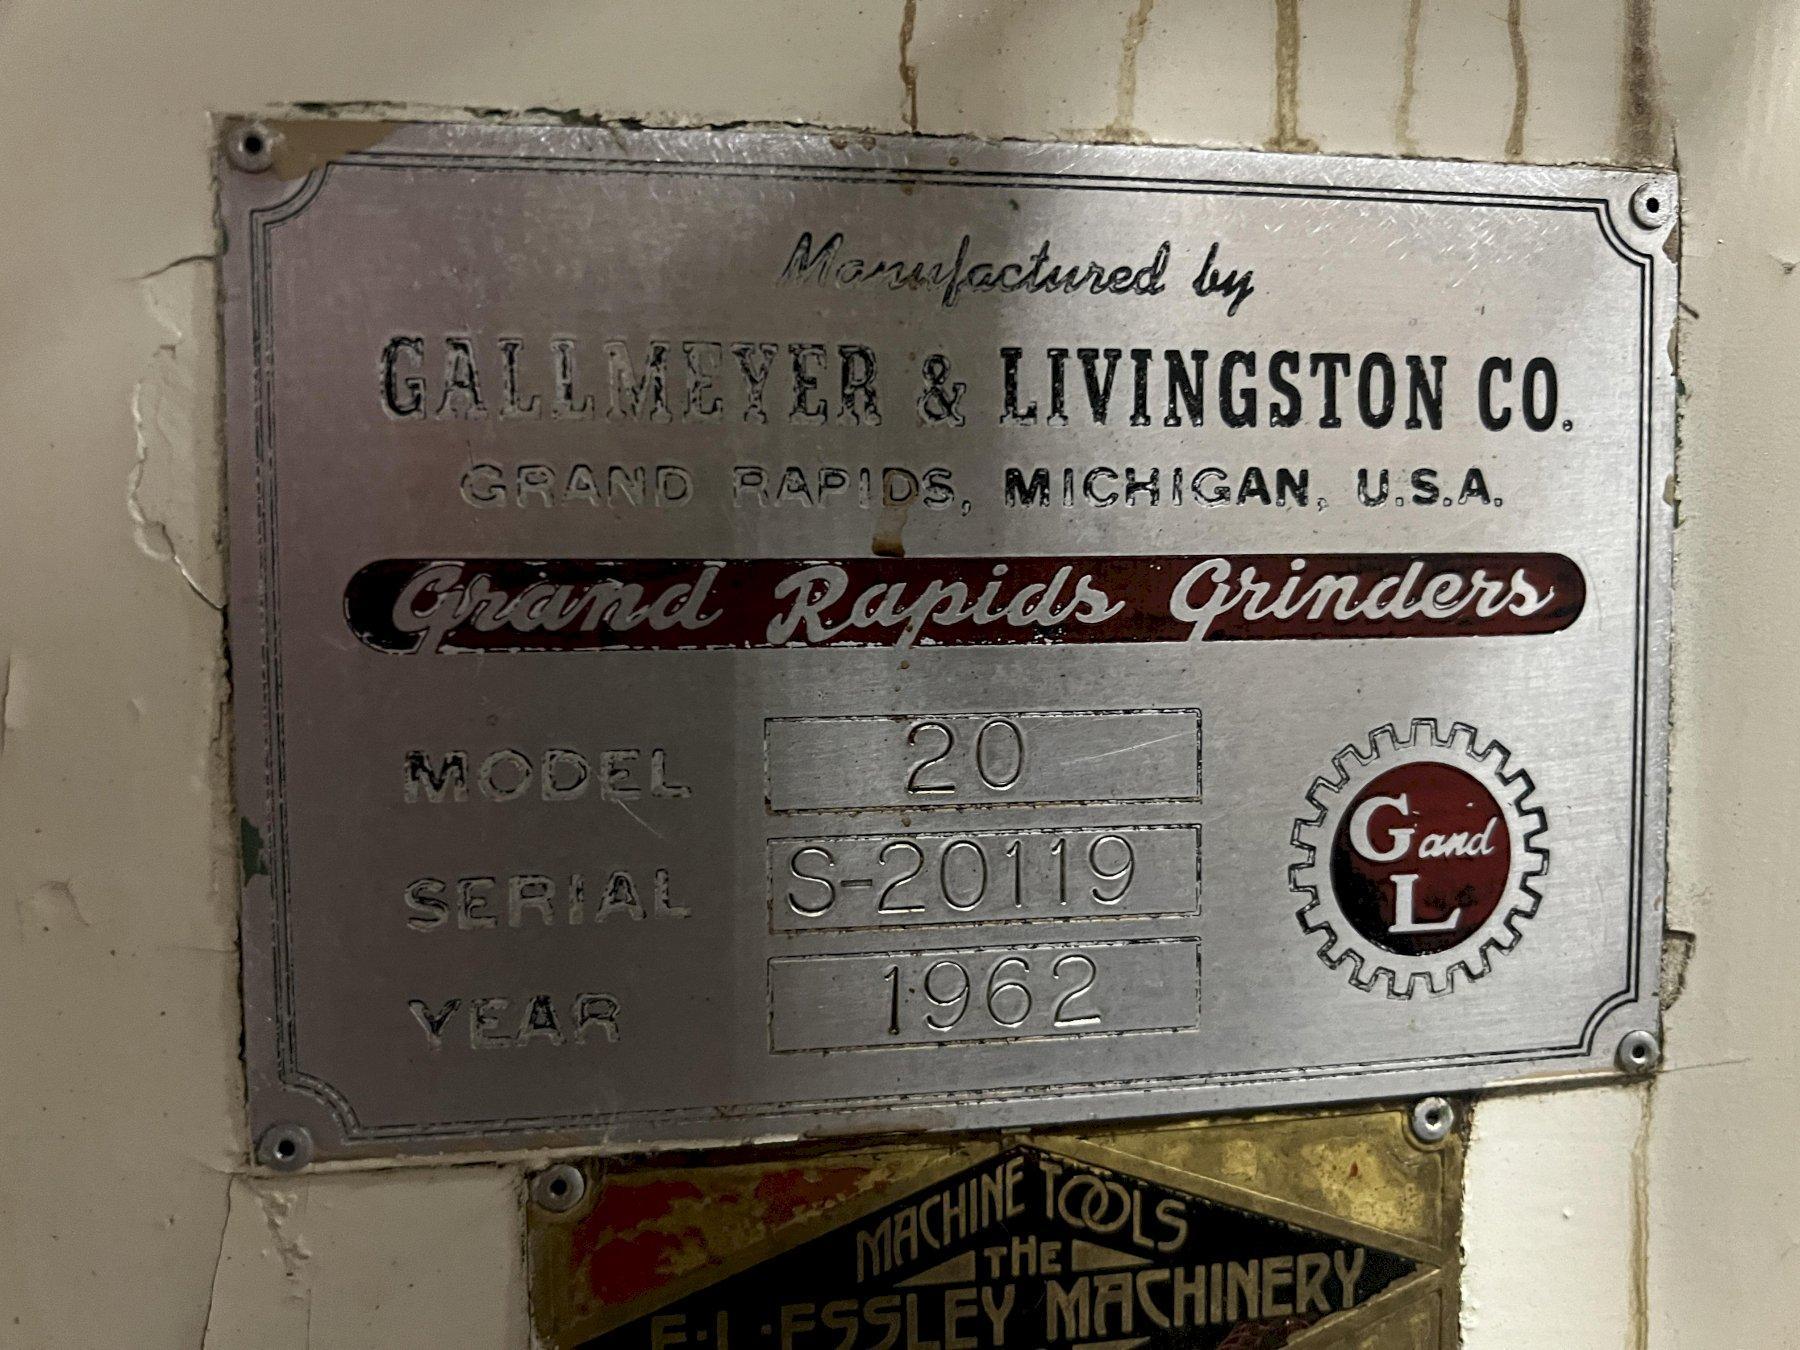 Manufactured by
GALLMEYER & LIVINGSTON CO.
GRAND RAPIDS, MICHIGAN, U.S.A.
Grand Rapids Grinders
MODEL 20
SERIAL S-20119
YEAR 1962
G and
L
MACHINE TOOLS
THE
E·L·ESSLEY MACHINERY